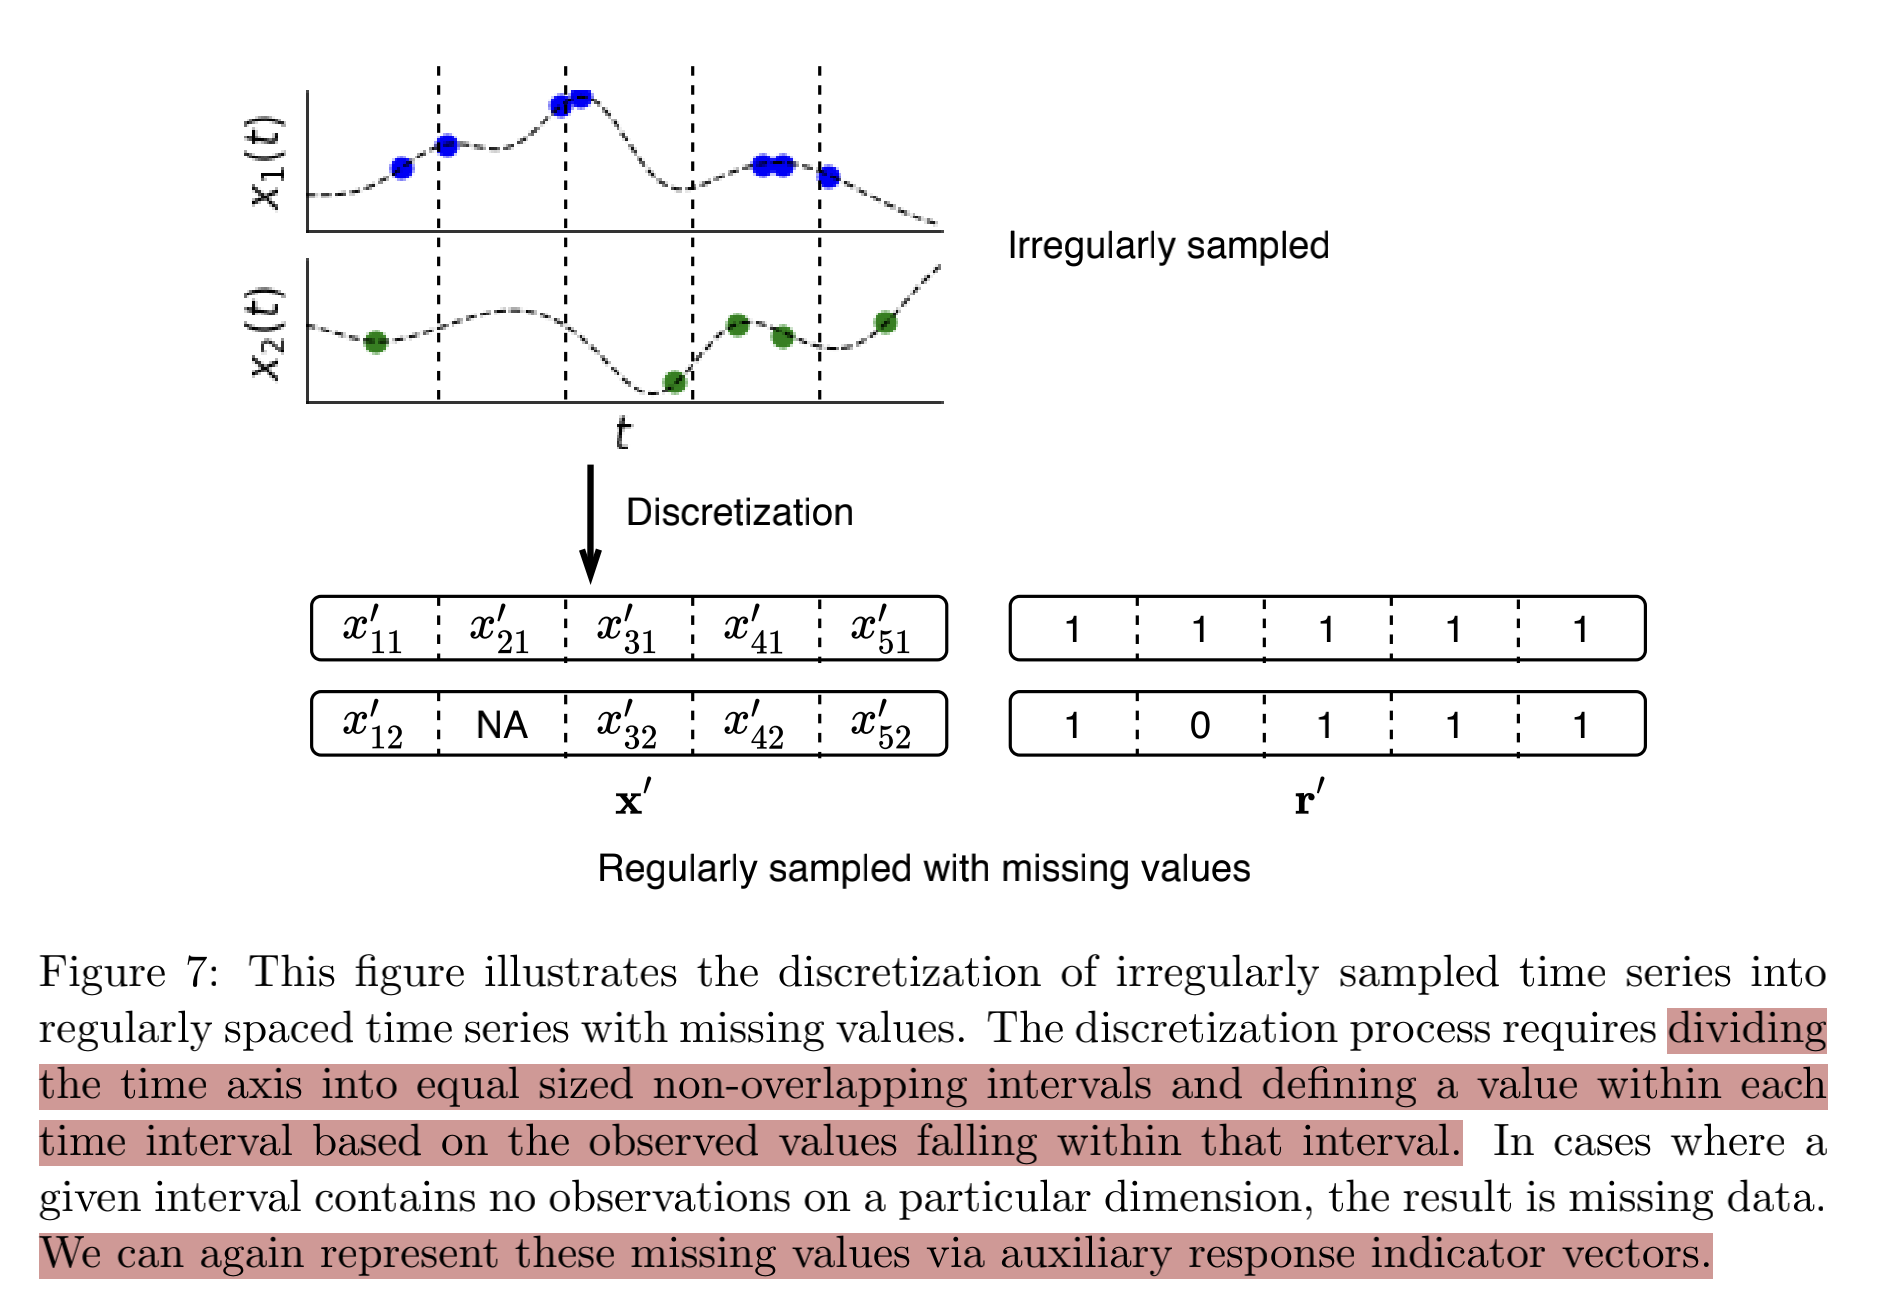 x₁(t)
Irregularly sampled
x₂(t)
t
Discretization
x′₁₁ x′₂₁ x′₃₁ x′₄₁ x′₅₁ 1 1 1 1 1
x′₁₂ NA x′₃₂ x′₄₂ x′₅₂ 1 0 1 1 1
x′ r′
Regularly sampled with missing values
Figure 7: This figure illustrates the discretization of irregularly sampled time series into
regularly spaced time series with missing values. The discretization process requires dividing
the time axis into equal sized non-overlapping intervals and defining a value within each
time interval based on the observed values falling within that interval. In cases where a
given interval contains no observations on a particular dimension, the result is missing data.
We can again represent these missing values via auxiliary response indicator vectors.